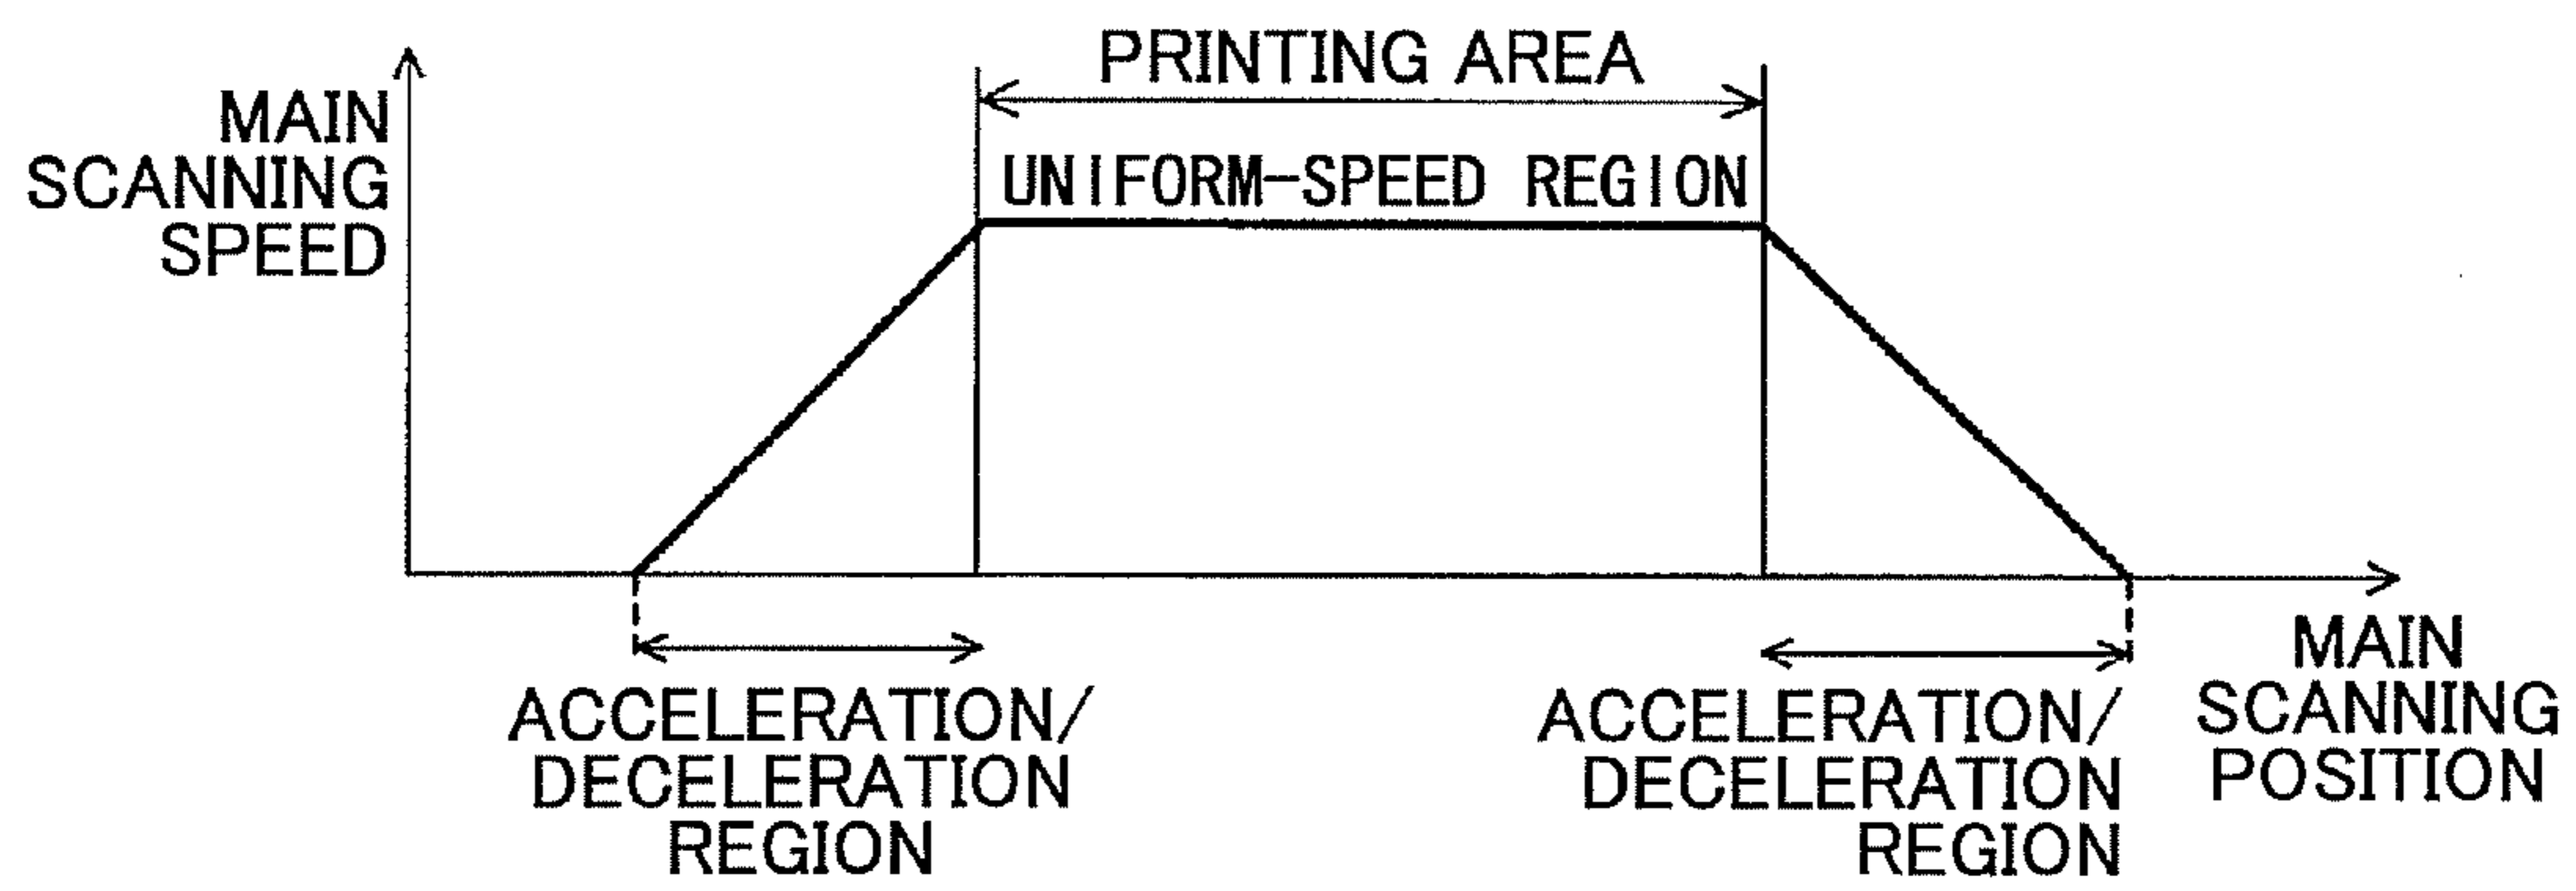 PRINTING AREA
MAIN
SCANNING
SPEED
UNIFORM-SPEED REGION
ACCELERATION/
DECELERATION
REGION
ACCELERATION/
DECELERATION
REGION
MAIN
SCANNING
POSITION